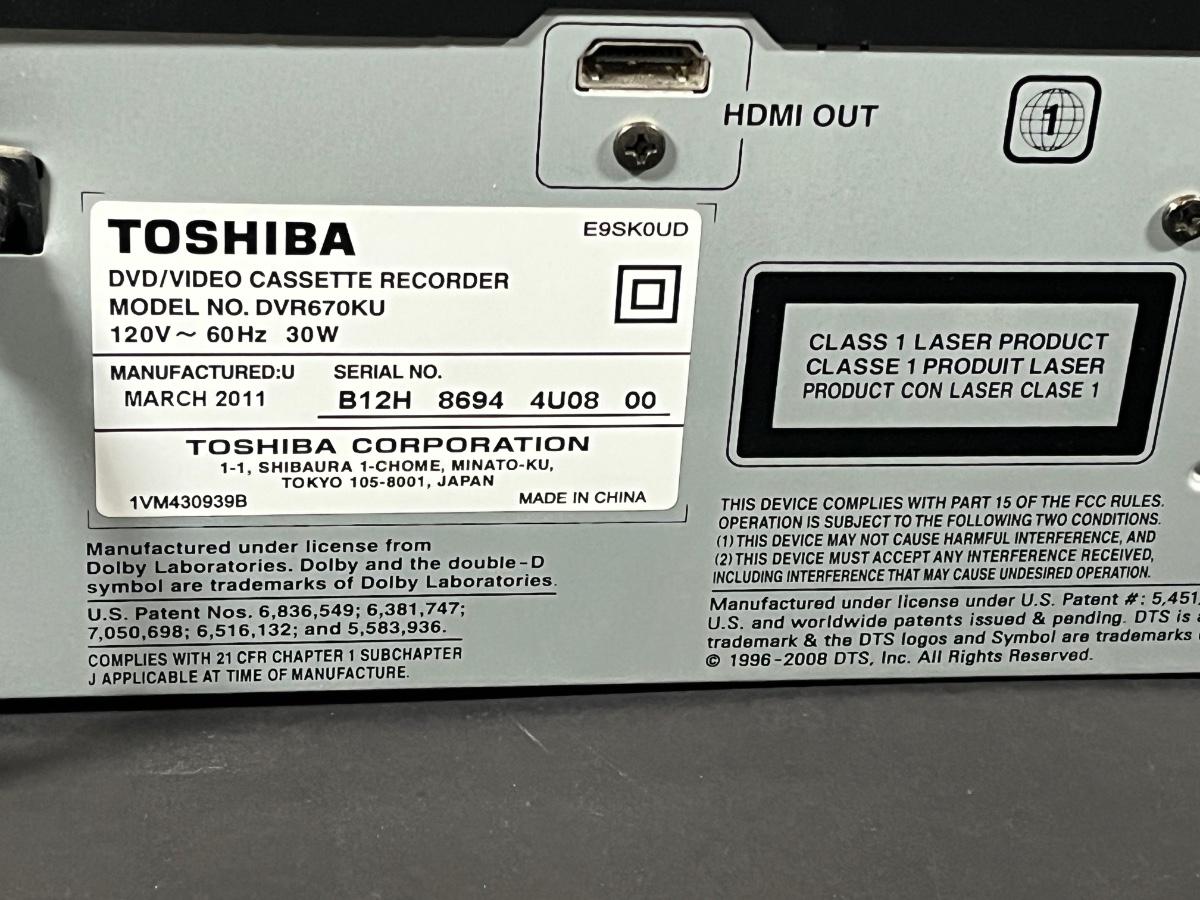 HDMI OUT
1
TOSHIBA
E9SK0UD
DVD/VIDEO CASSETTE RECORDER
MODEL NO. DVR670KU
120V～ 60Hz 30W
MANUFACTURED:U SERIAL NO.
MARCH 2011 B12H 8694 4U08 00
TOSHIBA CORPORATION
1-1, SHIBAURA 1-CHOME, MINATO-KU,
TOKYO 105-8001, JAPAN
1VM430939B MADE IN CHINA
Manufactured under license from
Dolby Laboratories. Dolby and the double-D
symbol are trademarks of Dolby Laboratories.
U.S. Patent Nos. 6,836,549; 6,381,747;
7,050,698; 6,516,132; and 5,583,936.
COMPLIES WITH 21 CFR CHAPTER 1 SUBCHAPTER
J APPLICABLE AT TIME OF MANUFACTURE.
CLASS 1 LASER PRODUCT
CLASSE 1 PRODUIT LASER
PRODUCT CON LASER CLASE 1
THIS DEVICE COMPLIES WITH PART 15 OF THE FCC RULES.
OPERATION IS SUBJECT TO THE FOLLOWING TWO CONDITIONS.
(1) THIS DEVICE MAY NOT CAUSE HARMFUL INTERFERENCE, AND
(2) THIS DEVICE MUST ACCEPT ANY INTERFERENCE RECEIVED,
INCLUDING INTERFERENCE THAT MAY CAUSE UNDESIRED OPERATION.
Manufactured under license under U.S. Patent #: 5,451,
U.S. and worldwide patents issued & pending. DTS is a
trademark & the DTS logos and Symbol are trademarks
© 1996-2008 DTS, Inc. All Rights Reserved.